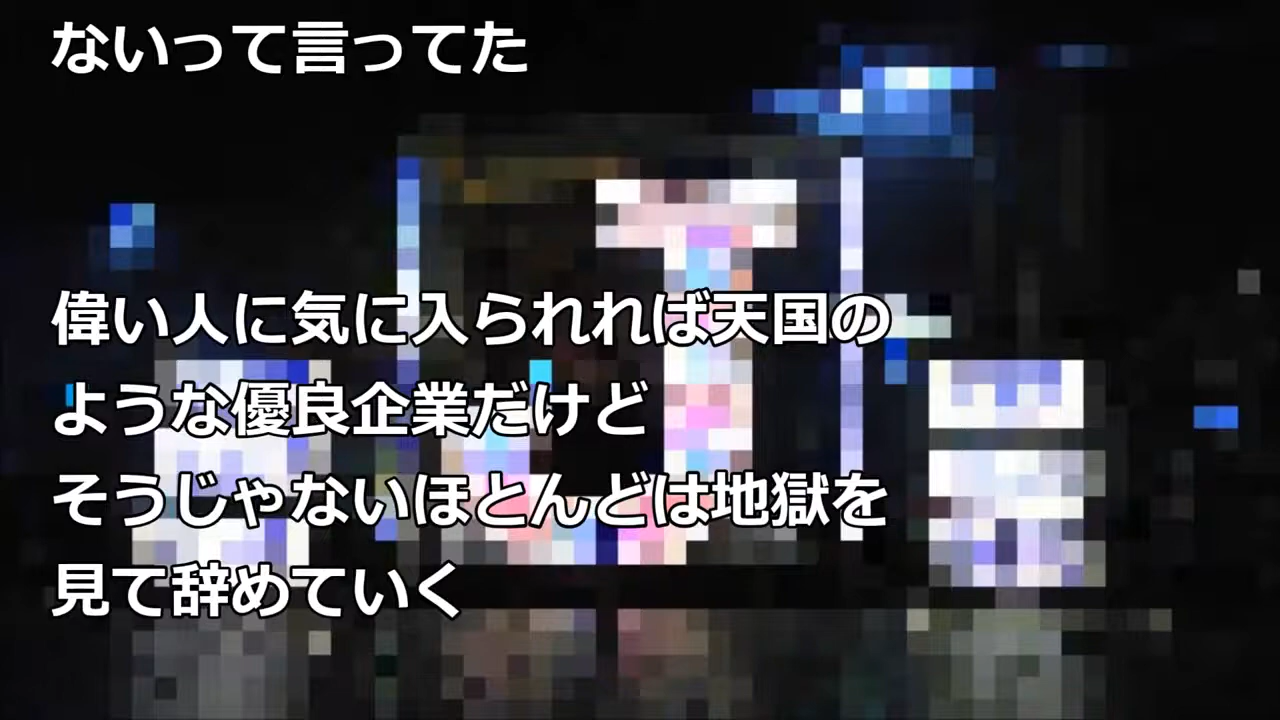 ないって言ってた
偉い人に気に入られれば天国の
ような優良企業だけど
そうじゃないほとんどは地獄を
見て辞めていく